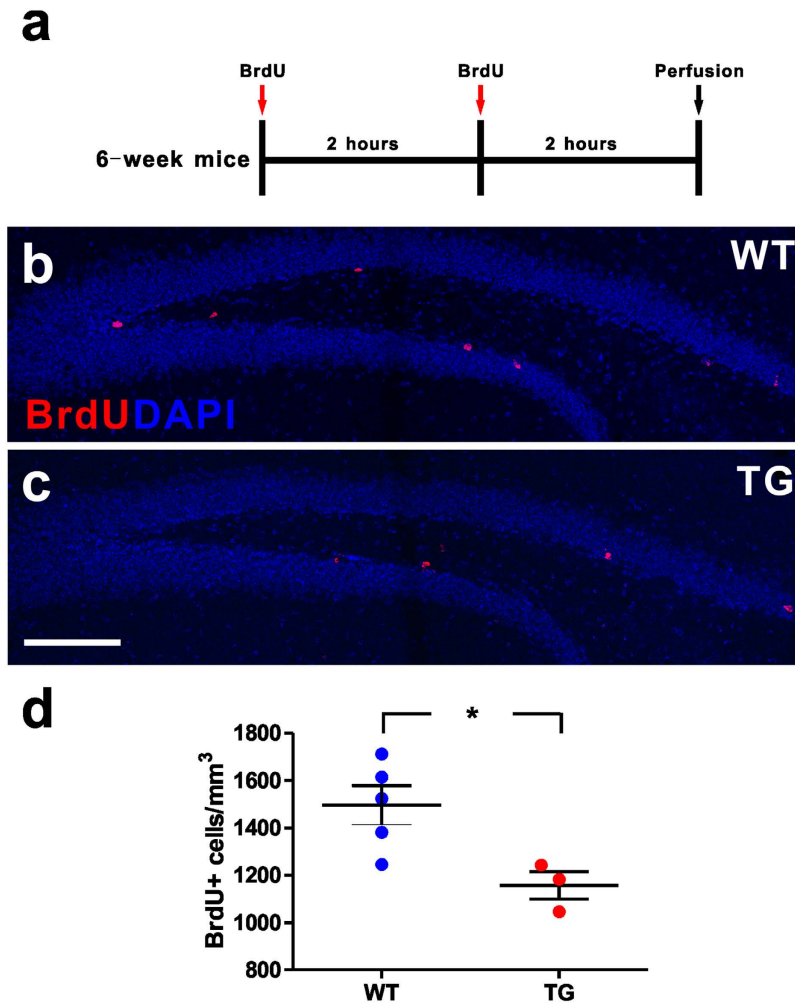 a
BrdU BrdU Perfusion
2 hours 2 hours
6-week mice
b WT
BrdUDAPI
c TG
d
*
1800
1600
1400
1200
1000
800
BrdU+ cells/mm³
WT TG